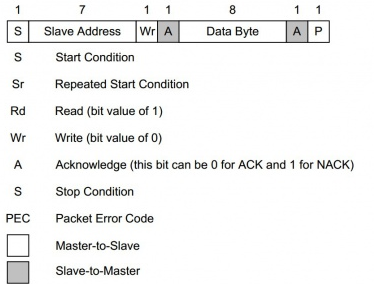 1 7 1 1 8 1 1
S Slave Address Wr A Data Byte A P
S Start Condition
Sr Repeated Start Condition
Rd Read (bit value of 1)
Wr Write (bit value of 0)
A Acknowledge (this bit can be 0 for ACK and 1 for NACK)
S Stop Condition
PEC Packet Error Code
Master-to-Slave
Slave-to-Master